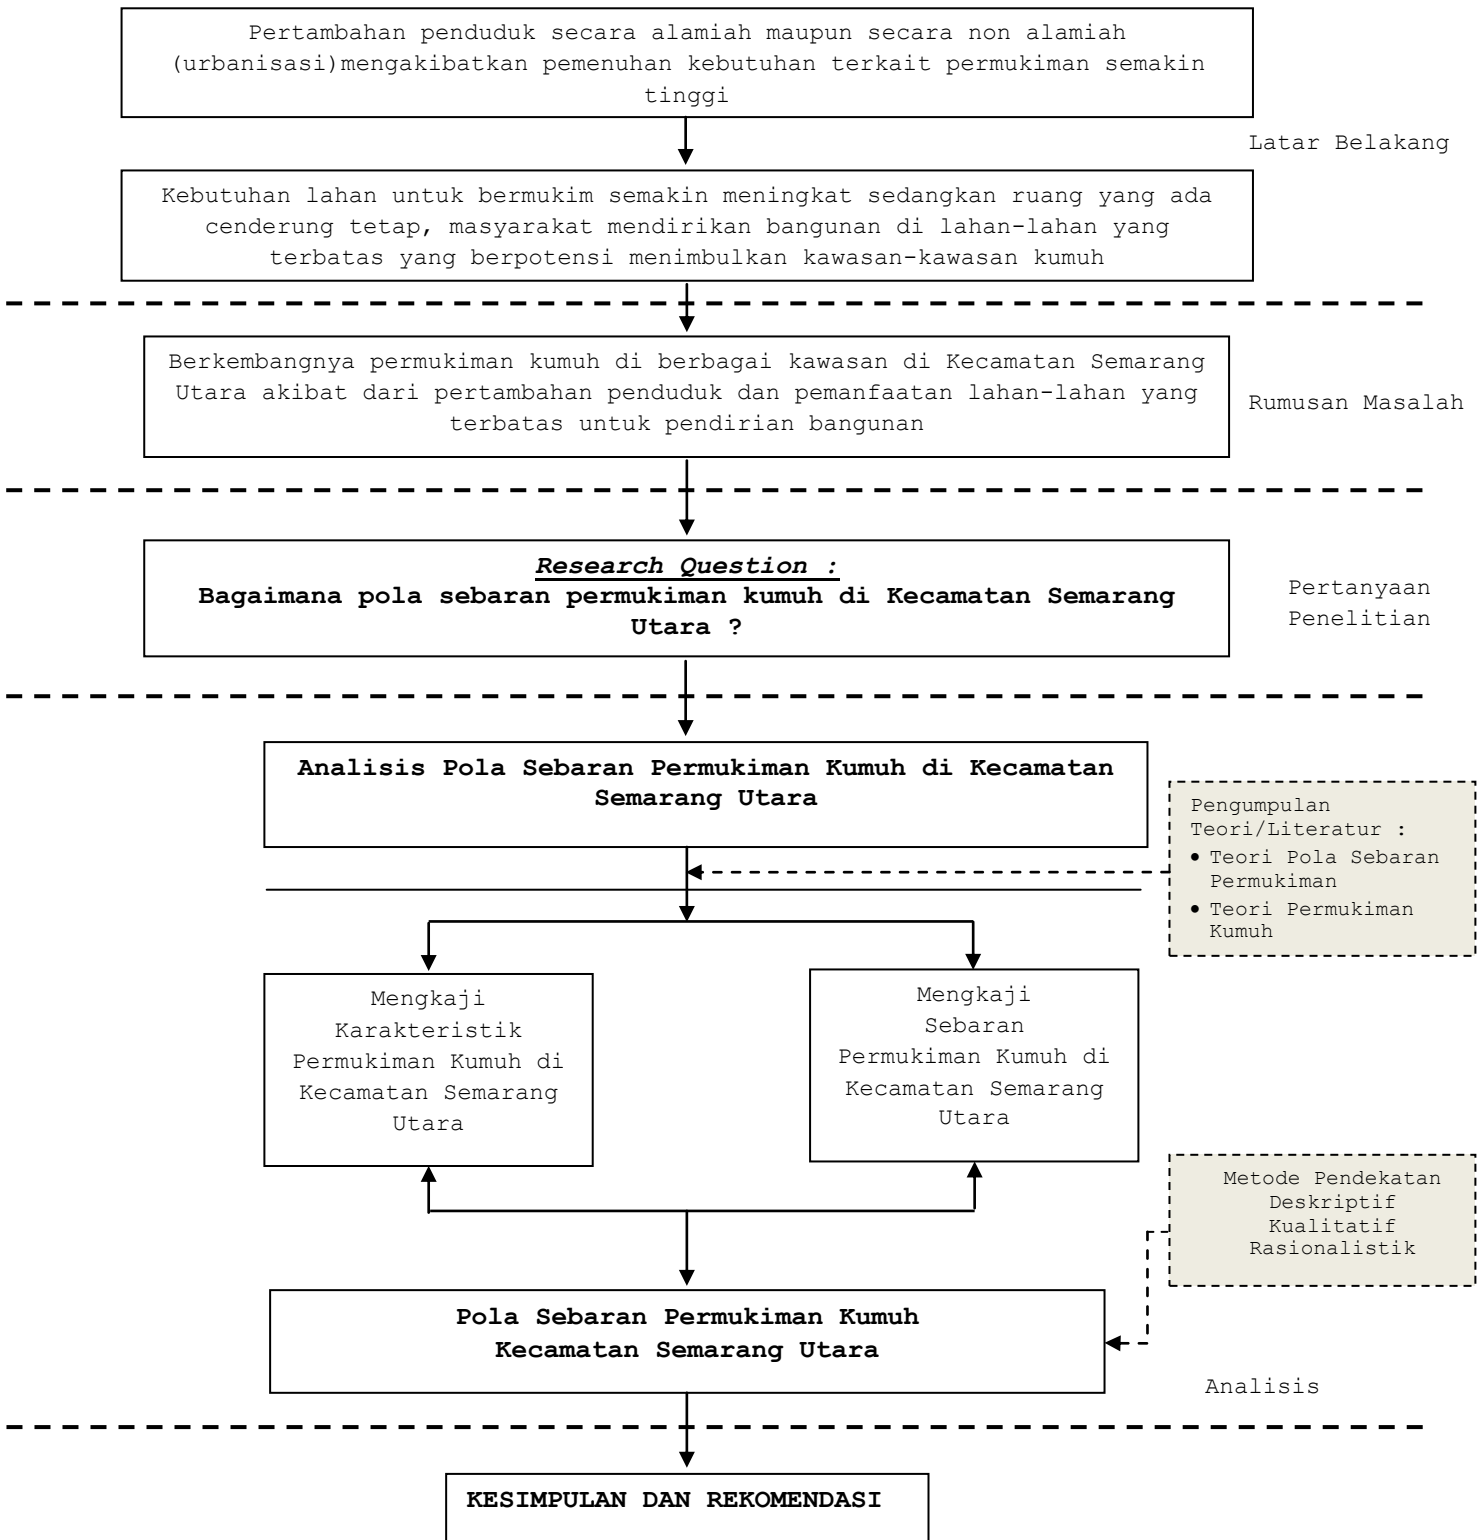 Pertambahan penduduk secara alamiah maupun secara non alamiah
(urbanisasi)mengakibatkan pemenuhan kebutuhan terkait permukiman semakin
tinggi
Latar Belakang
Kebutuhan lahan untuk bermukim semakin meningkat sedangkan ruang yang ada
cenderung tetap, masyarakat mendirikan bangunan di lahan-lahan yang
terbatas yang berpotensi menimbulkan kawasan-kawasan kumuh
Berkembangnya permukiman kumuh di berbagai kawasan di Kecamatan Semarang
Utara akibat dari pertambahan penduduk dan pemanfaatan lahan-lahan yang
terbatas untuk pendirian bangunan
Rumusan Masalah
Research Question :
Bagaimana pola sebaran permukiman kumuh di Kecamatan Semarang
Utara ?
Pertanyaan
Penelitian
Analisis Pola Sebaran Permukiman Kumuh di Kecamatan
Semarang Utara
Pengumpulan
Teori/Literatur :
• Teori Pola Sebaran
Permukiman
• Teori Permukiman
Kumuh
Mengkaji
Karakteristik
Permukiman Kumuh di
Kecamatan Semarang
Utara
Mengkaji
Sebaran
Permukiman Kumuh di
Kecamatan Semarang
Utara
Metode Pendekatan
Deskriptif
Kualitatif
Rasionalistik
Pola Sebaran Permukiman Kumuh
Kecamatan Semarang Utara
Analisis
KESIMPULAN DAN REKOMENDASI